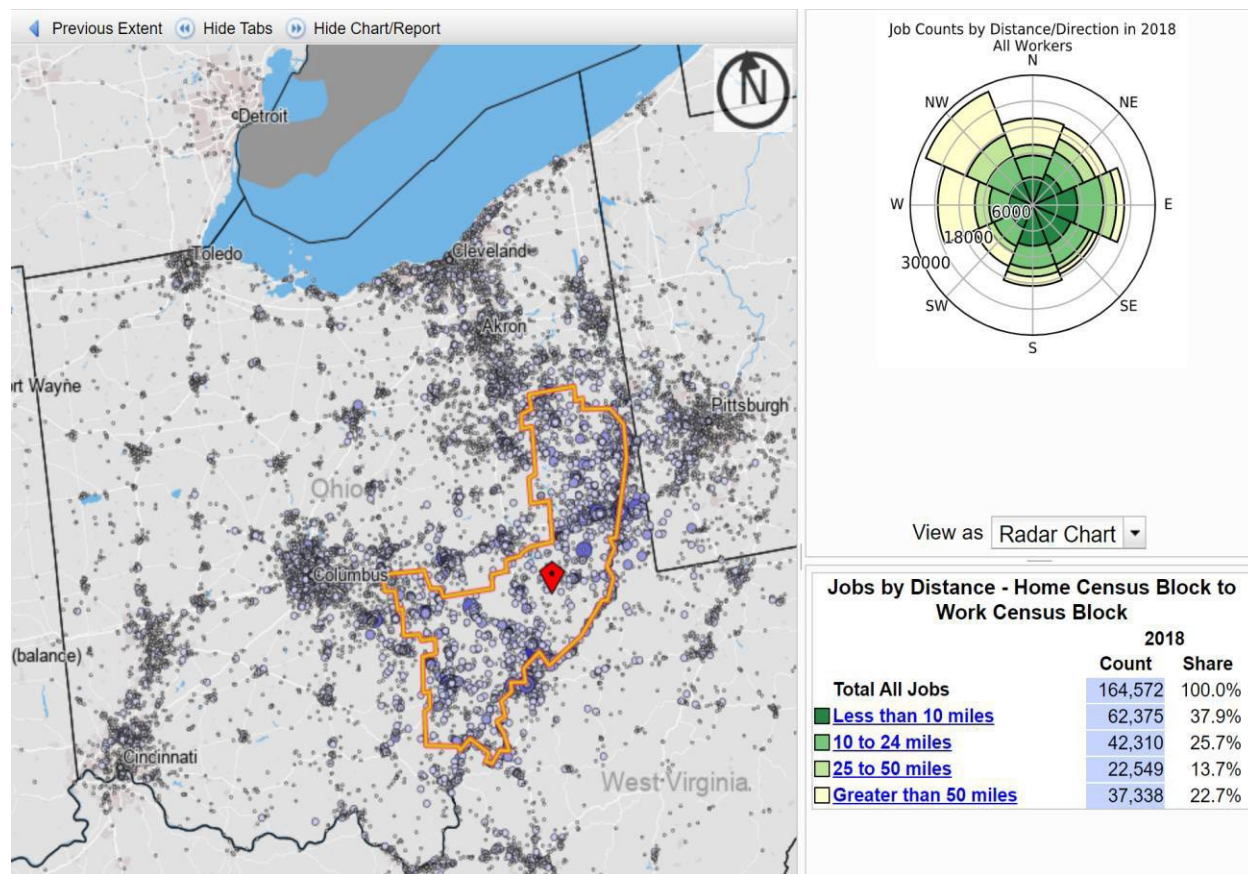 Previous Extent Hide Tabs Hide Chart/Report
N
Detroit
Toledo
Cleveland
Akron
ort Wayne
Pittsburgh
Ohio
Columbus
(balance)
Cincinnati
West Virginia
Job Counts by Distance/Direction in 2018
All Workers
N
NW NE
W E
6000
18000
30000
SW SE
S
View as Radar Chart
Jobs by Distance - Home Census Block to
Work Census Block
2018
Count Share
Total All Jobs 164,572 100.0%
Less than 10 miles 62,375 37.9%
10 to 24 miles 42,310 25.7%
25 to 50 miles 22,549 13.7%
Greater than 50 miles 37,338 22.7%